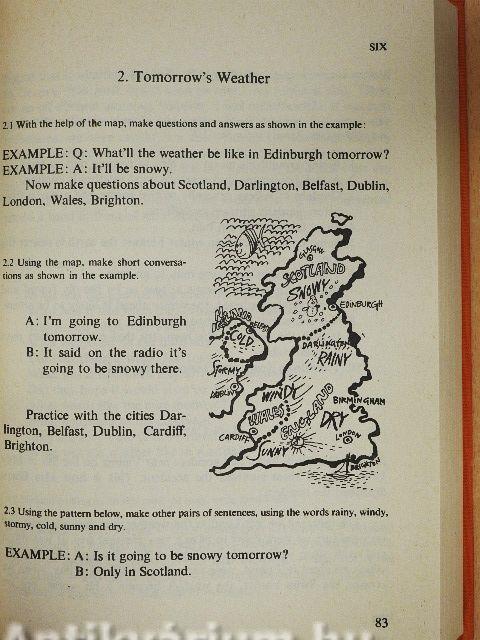 SIX
2. Tomorrow's Weather
2.1 With the help of the map, make questions and answers as shown in the example:
EXAMPLE: Q: What'll the weather be like in Edinburgh tomorrow?
EXAMPLE: A: It'll be snowy.
Now make questions about Scotland, Darlington, Belfast, Dublin,
London, Wales, Brighton.
2.2 Using the map, make short conversa-
tions as shown in the example.
A: I'm going to Edinburgh
tomorrow.
B: It said on the radio it's
going to be snowy there.
Practice with the cities Dar-
lington, Belfast, Dublin, Cardiff,
Brighton.
GLASGOW
SCOTLAND
SNOWY
EDINBURGH
BELFAST
COLD
DARLINGTON
RAINY
STORMY
DUBLIN
WINDY
BIRMINGHAM
WALES
ENGLAND
DRY
CARDIFF
LONDON
SUNNY
BRIGHTON
2.3 Using the pattern below, make other pairs of sentences, using the words rainy, windy,
stormy, cold, sunny and dry.
EXAMPLE: A: Is it going to be snowy tomorrow?
B: Only in Scotland.
83
Antikvárium.hu